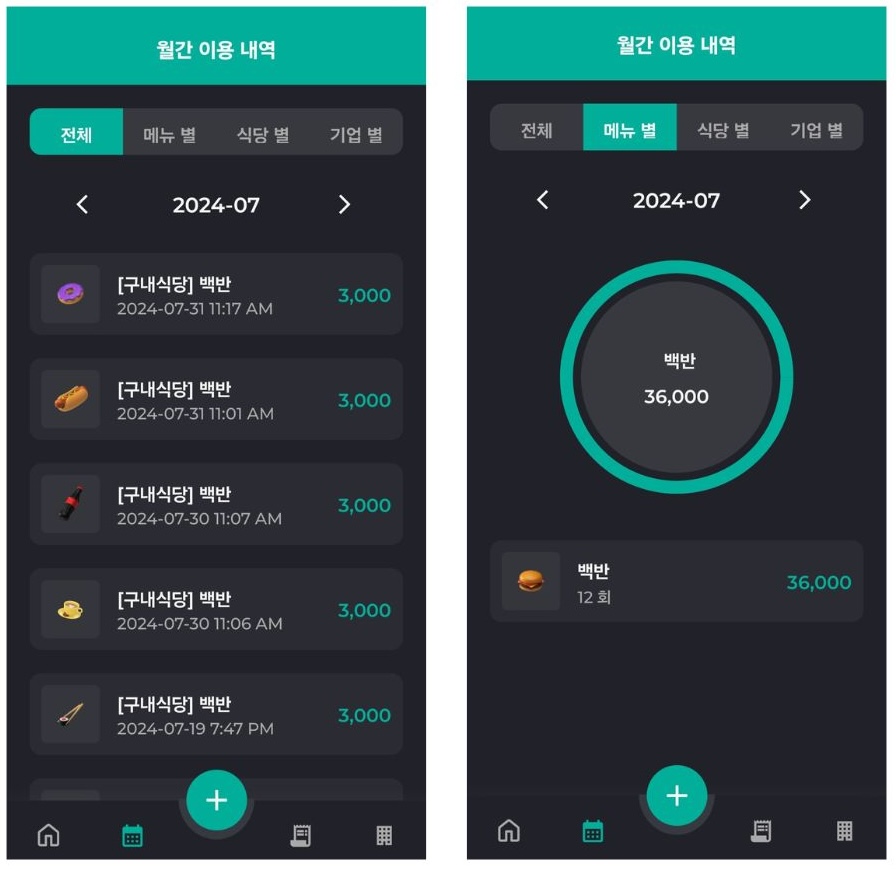 월간 이용 내역
전체 메뉴 별 식당 별 기업 별
2024-07
[구내식당] 백반
2024-07-31 11:17 AM
3,000
[구내식당] 백반
2024-07-31 11:01 AM
3,000
[구내식당] 백반
2024-07-30 11:07 AM
3,000
[구내식당] 백반
2024-07-30 11:06 AM
3,000
[구내식당] 백반
2024-07-19 7:47 PM
3,000
월간 이용 내역
전체 메뉴 별 식당 별 기업 별
2024-07
백반
36,000
백반
12 회
36,000